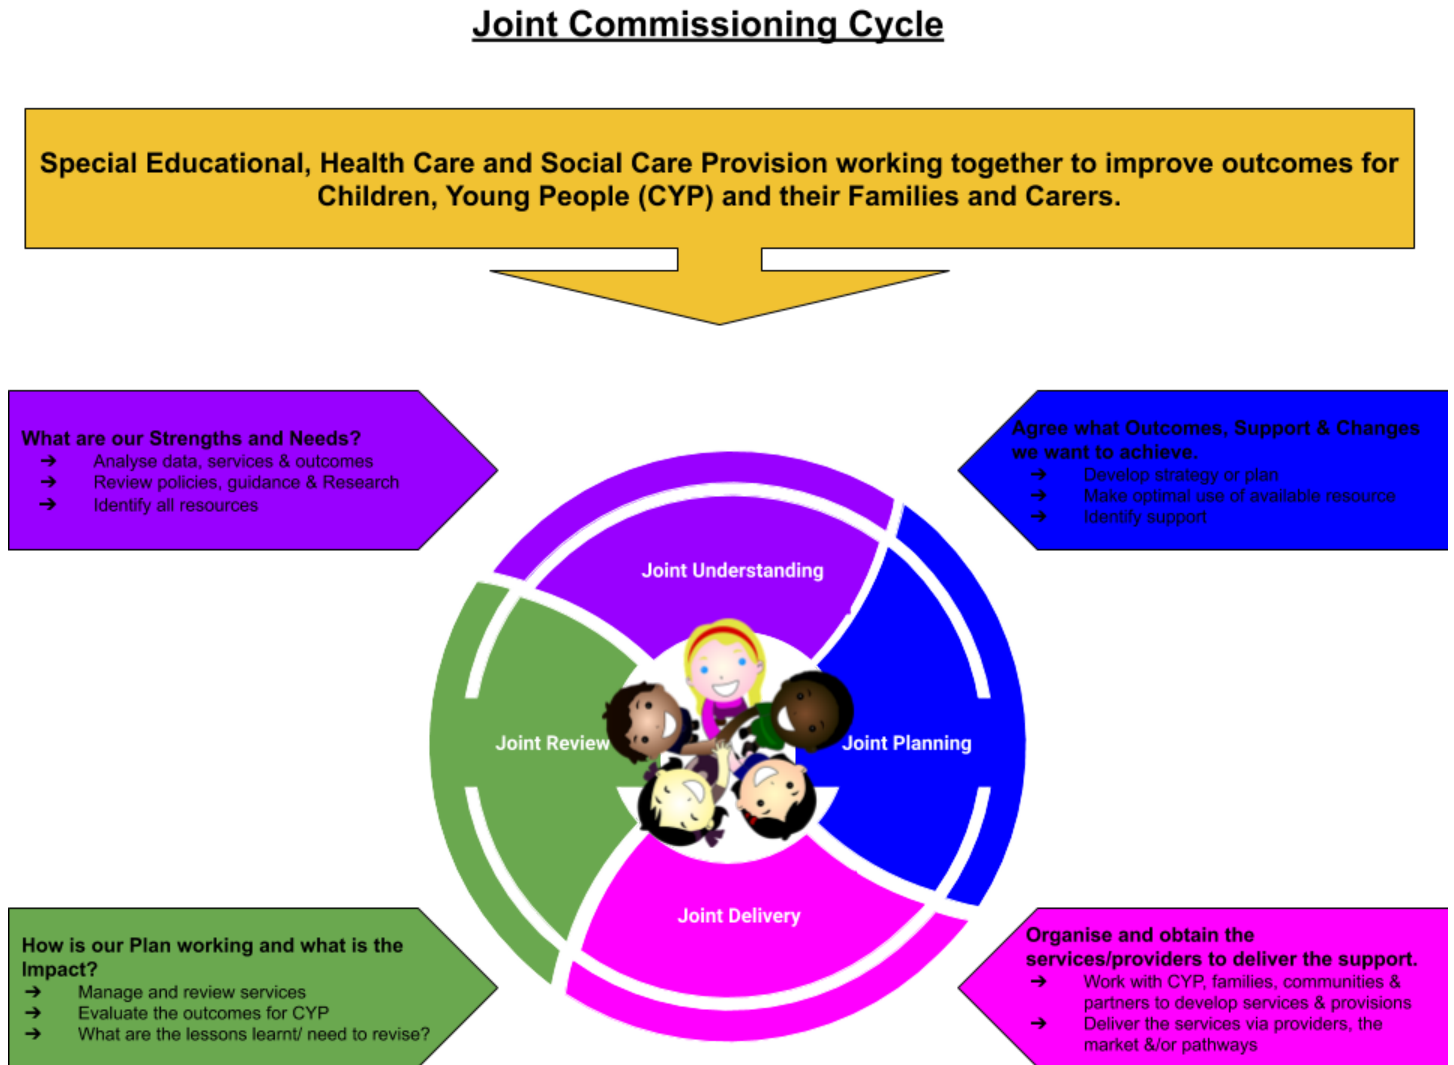 Joint Commissioning Cycle
Special Educational, Health Care and Social Care Provision working together to improve outcomes for
Children, Young People (CYP) and their Families and Carers.
What are our Strengths and Needs?
➔ Analyse data, services & outcomes
➔ Review policies, guidance & Research
➔ Identify all resources
Agree what Outcomes, Support & Changes
we want to achieve.
➔ Develop strategy or plan
➔ Make optimal use of available resource
➔ Identify support
Joint Understanding
Joint Review
Joint Planning
Joint Delivery
How is our Plan working and what is the
Impact?
➔ Manage and review services
➔ Evaluate the outcomes for CYP
➔ What are the lessons learnt/ need to revise?
Organise and obtain the
services/providers to deliver the support.
➔ Work with CYP, families, communities &
partners to develop services & provisions
➔ Deliver the services via providers, the
market &/or pathways